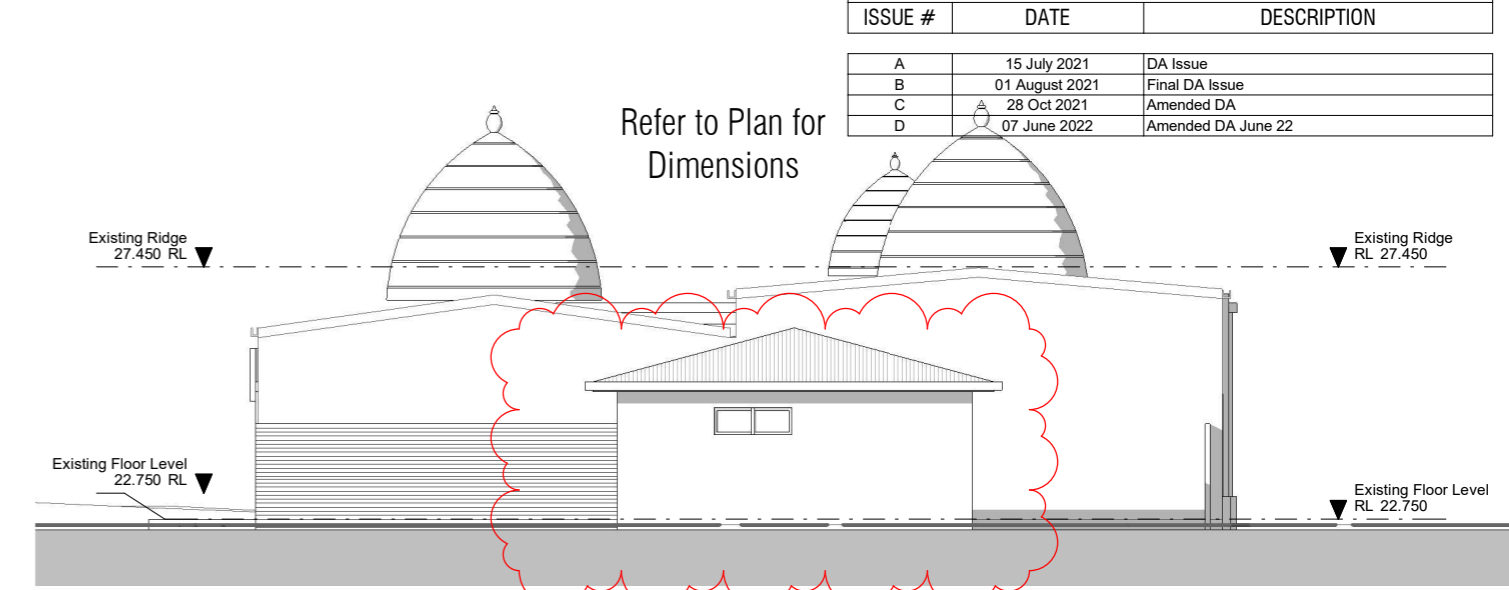 ISSUE # DATE DESCRIPTION
A 15 July 2021 DA Issue
B 01 August 2021 Final DA Issue
C 28 Oct 2021 Amended DA
D 07 June 2022 Amended DA June 22
Refer to Plan for
Dimensions
Existing Ridge
27.450 RL
Existing Ridge
RL 27.450
Existing Floor Level
22.750 RL
Existing Floor Level
RL 22.750